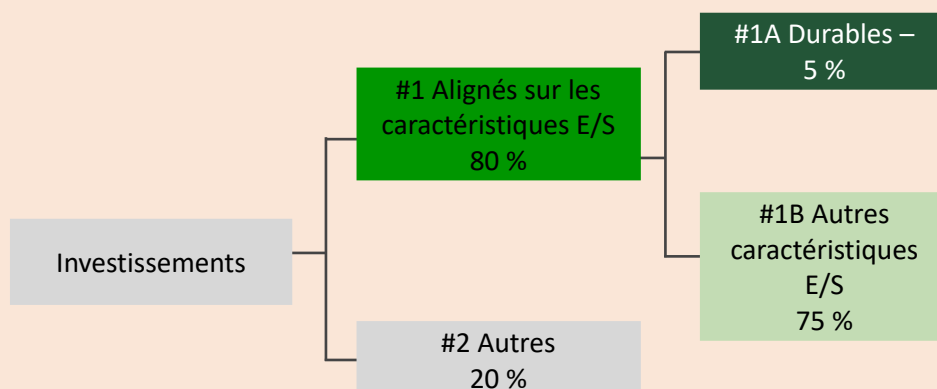 #1A Durables –
5 %
#1 Alignés sur les
caractéristiques E/S
80 %
#1B Autres
caractéristiques
E/S
75 %
Investissements
#2 Autres
20 %